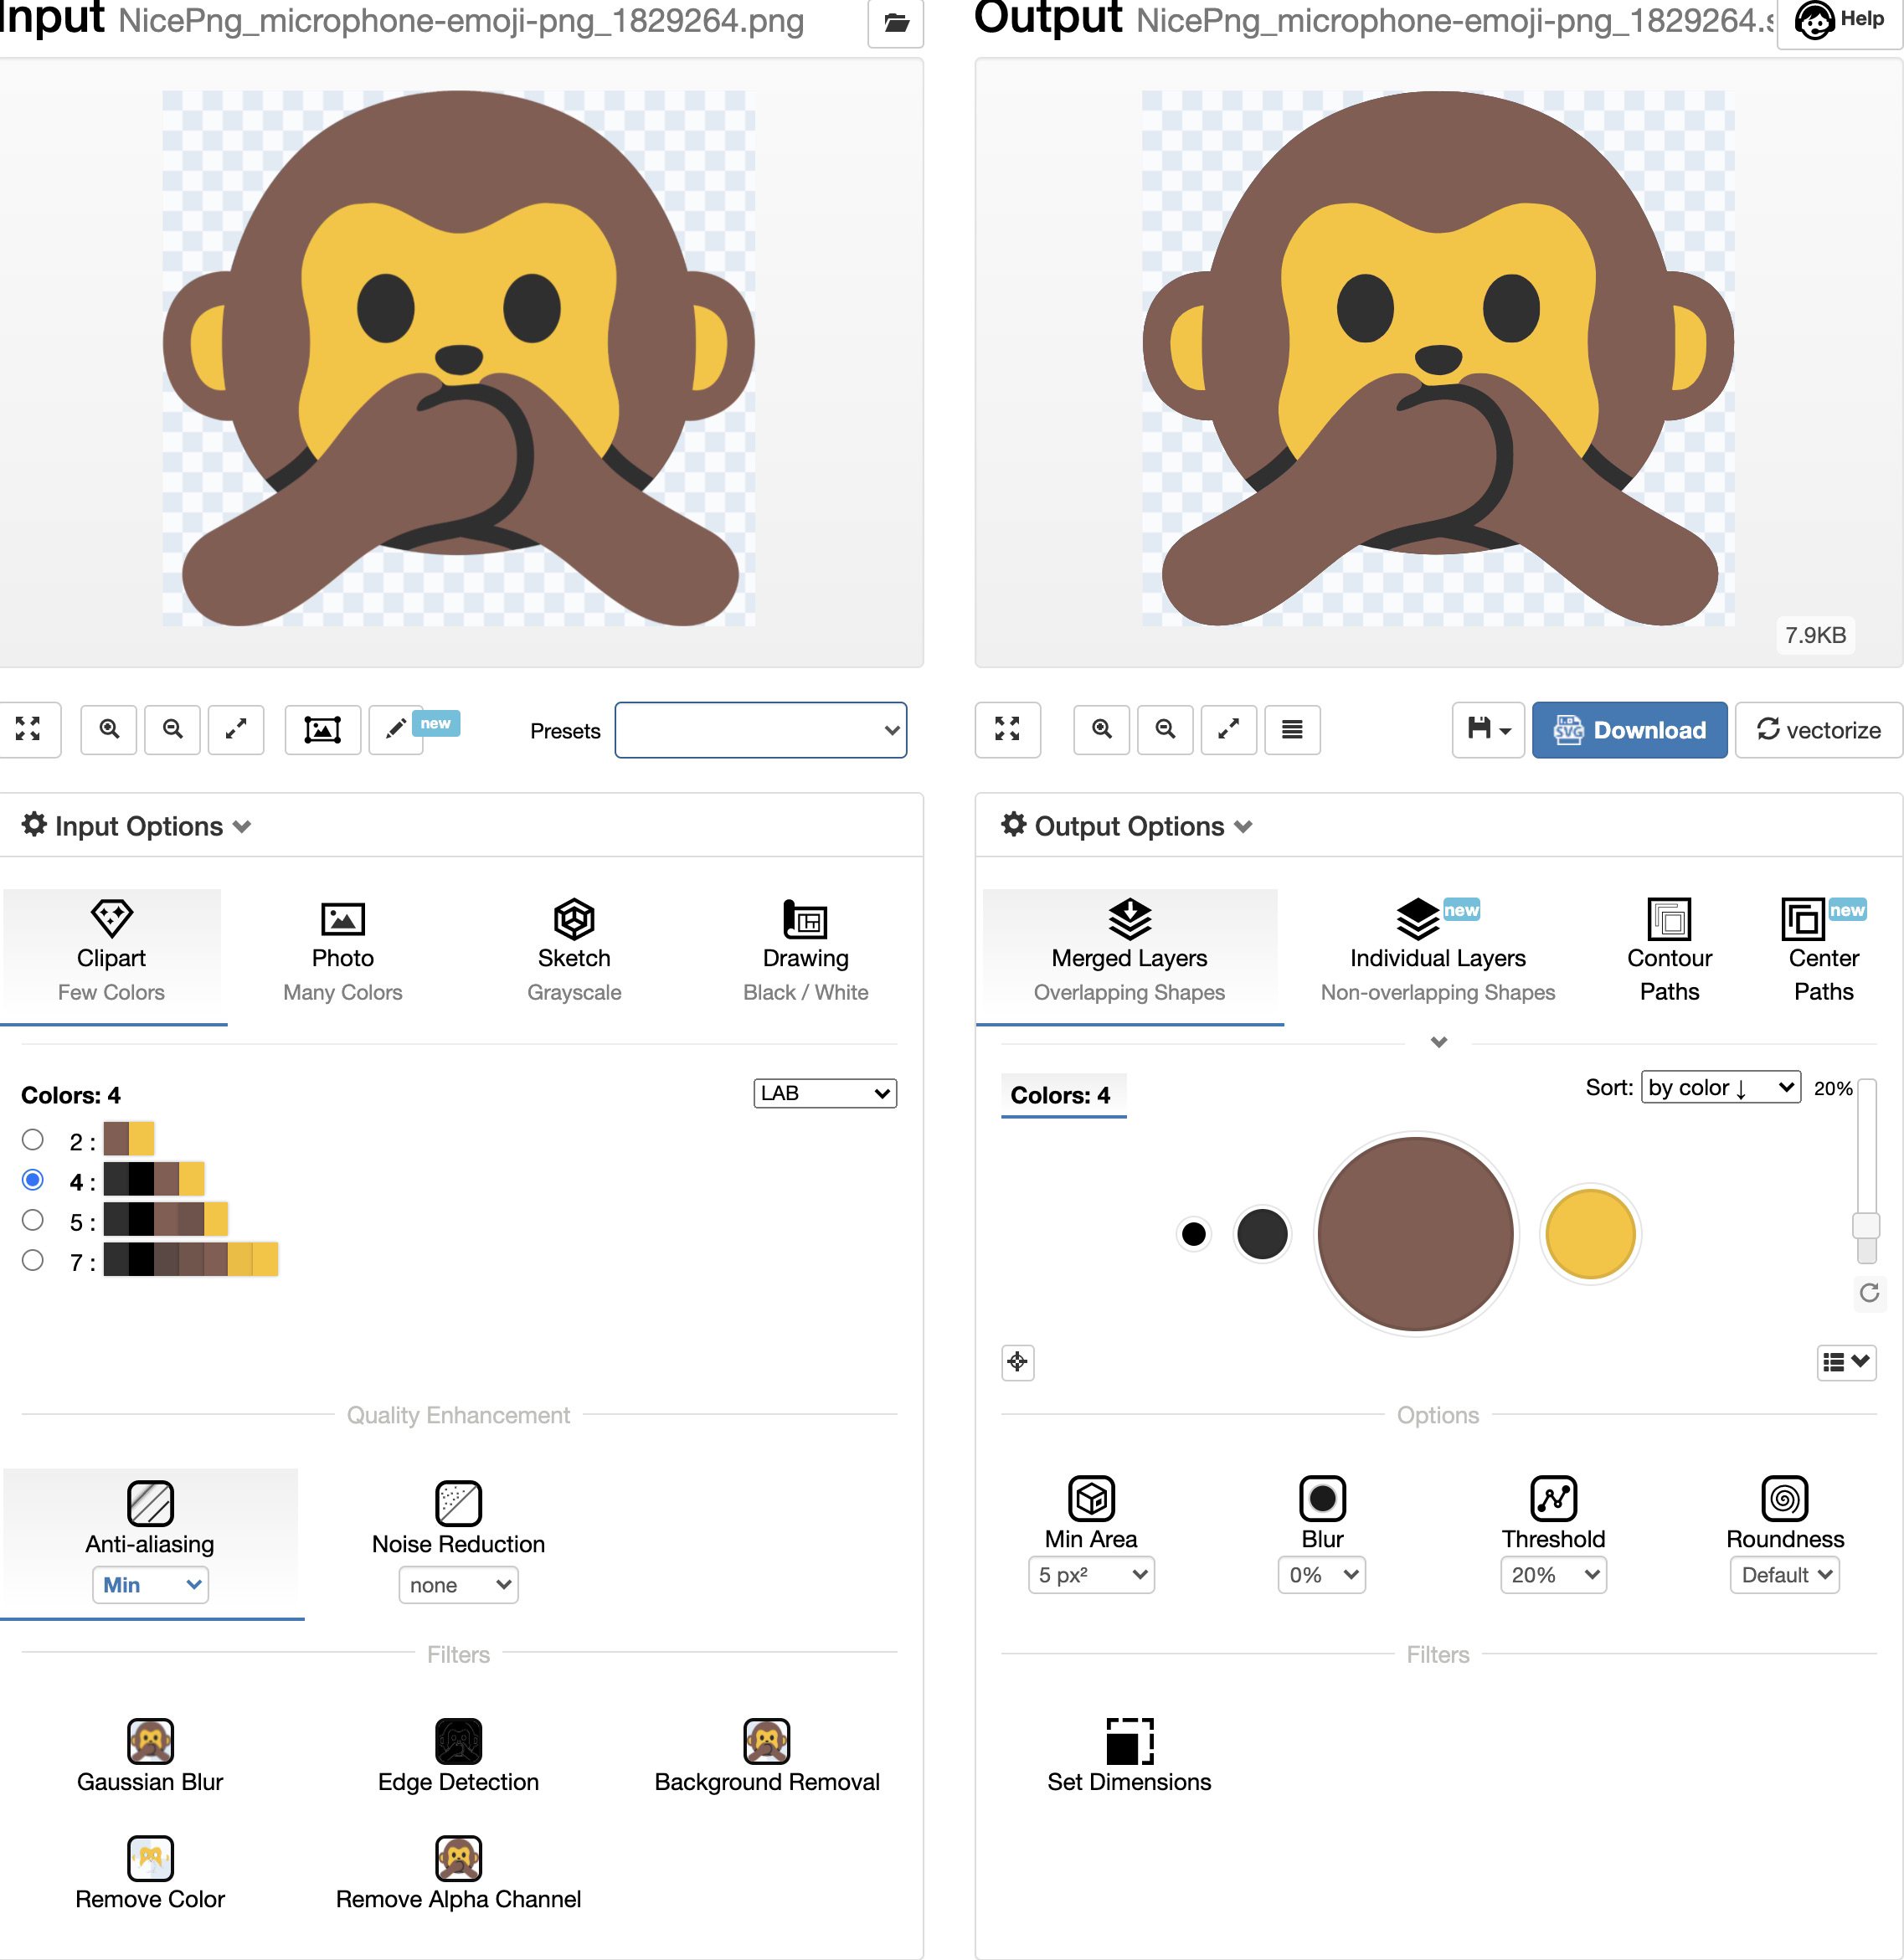 Input NicePng_microphone-emoji-png_1829264.png
Output NicePng_microphone-emoji-png_1829264.s
Help
7.9KB
new
Presets
SVG
Download
vectorize
Input Options
Clipart
Few Colors
Photo
Many Colors
Sketch
Grayscale
Drawing
Black / White
Colors: 4
LAB
2 :
4 :
5 :
7 :
Quality Enhancement
Anti-aliasing
Min
Noise Reduction
none
Filters
Gaussian Blur
Edge Detection
Background Removal
Remove Color
Remove Alpha Channel
Output Options
Merged Layers
Overlapping Shapes
new
Individual Layers
Non-overlapping Shapes
Contour
Paths
new
Center
Paths
Colors: 4
Sort: by color ↓ 20%
Options
Min Area
5 px²
Blur
0%
Threshold
20%
Roundness
Default
Filters
Set Dimensions